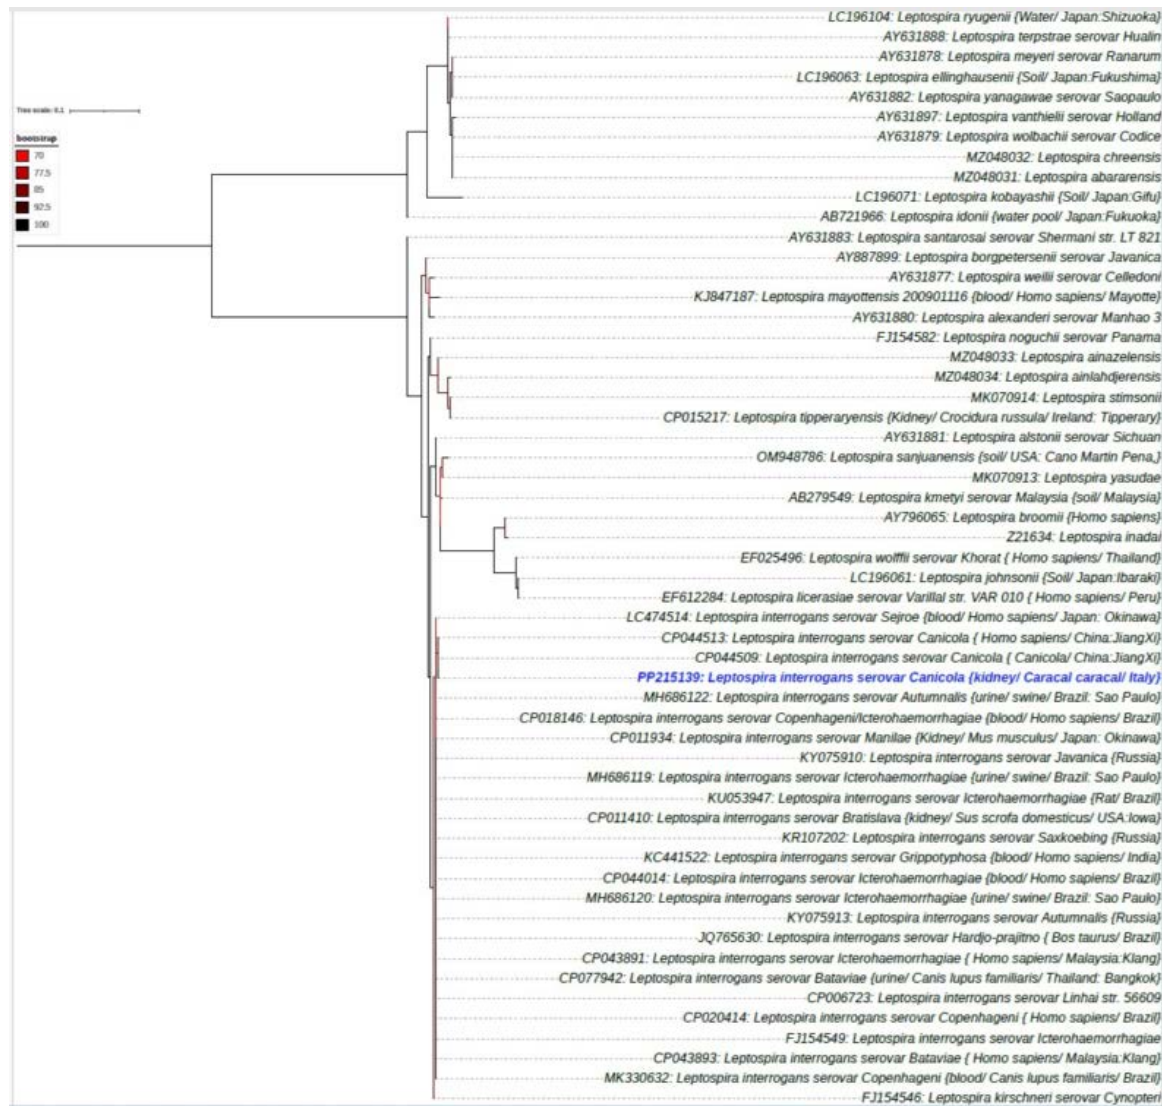 LC196104: Leptospira ryugenii {Water/ Japan:Shizuoka}
AY631888: Leptospira terpstrae serovar Hualin
AY631878: Leptospira meyeri serovar Ranarum
LC196063: Leptospira ellinghausenii {Soil/ Japan:Fukushima}
AY631882: Leptospira yanagawae serovar Saopaulo
Tree scale: 0.1
AY631897: Leptospira vanthielii serovar Holland
AY631879: Leptospira wolbachii serovar Codice
bootstrap
70
77.5
85
92.5
100
MZ048032: Leptospira chreensis
MZ048031: Leptospira abararensis
LC196071: Leptospira kobayashii {Soil/ Japan:Gifu}
AB721966: Leptospira idonii {water pool/ Japan:Fukuoka}
AY631883: Leptospira santarosai serovar Shermani str. LT 821
AY887899: Leptospira borgpetersenii serovar Javanica
AY631877: Leptospira weilii serovar Celledoni
KJ847187: Leptospira mayottensis 200901116 {blood/ Homo sapiens/ Mayotte}
AY631880: Leptospira alexanderi serovar Manhao 3
FJ154582: Leptospira noguchii serovar Panama
MZ048033: Leptospira ainazelensis
MZ048034: Leptospira ainlahdjerensis
MK070914: Leptospira stimsonii
CP015217: Leptospira tipperaryensis {Kidney/ Crocidura russula/ Ireland: Tipperary}
AY631881: Leptospira alstonii serovar Sichuan
OM948786: Leptospira sanjuanensis {soil/ USA: Cano Martin Pena,}
MK070913: Leptospira yasudae
AB279549: Leptospira kmetyi serovar Malaysia {soil/ Malaysia}
AY796065: Leptospira broomii {Homo sapiens}
Z21634: Leptospira inadai
EF025496: Leptospira wolffii serovar Khorat { Homo sapiens/ Thailand}
LC196061: Leptospira johnsonii {Soil/ Japan:Ibaraki}
EF612284: Leptospira licerasiae serovar Varillal str. VAR 010 { Homo sapiens/ Peru}
LC474514: Leptospira interrogans serovar Sejroe {blood/ Homo sapiens/ Japan: Okinawa}
CP044513: Leptospira interrogans serovar Canicola { Homo sapiens/ China:JiangXi}
CP044509: Leptospira interrogans serovar Canicola { Canicola/ China:JiangXi}
PP215139: Leptospira interrogans serovar Canicola {kidney/ Caracal caracal/ Italy}
MH686122: Leptospira interrogans serovar Autumnalis {urine/ swine/ Brazil: Sao Paulo}
CP018146: Leptospira interrogans serovar Copenhageni/Icterohaemorrhagiae {blood/ Homo sapiens/ Brazil}
CP011934: Leptospira interrogans serovar Manilae {Kidney/ Mus musculus/ Japan: Okinawa}
KY075910: Leptospira interrogans serovar Javanica {Russia}
MH686119: Leptospira interrogans serovar Icterohaemorrhagiae {urine/ swine/ Brazil: Sao Paulo}
KU053947: Leptospira interrogans serovar Icterohaemorrhagiae {Rat/ Brazil}
CP011410: Leptospira interrogans serovar Bratislava {kidney/ Sus scrofa domesticus/ USA:Iowa}
KR107202: Leptospira interrogans serovar Saxkoebing {Russia}
KC441522: Leptospira interrogans serovar Grippotyphosa {blood/ Homo sapiens/ India}
CP044014: Leptospira interrogans serovar Icterohaemorrhagiae {blood/ Homo sapiens/ Brazil}
MH686120: Leptospira interrogans serovar Icterohaemorrhagiae {urine/ swine/ Brazil: Sao Paulo}
KY075913: Leptospira interrogans serovar Autumnalis {Russia}
JQ765630: Leptospira interrogans serovar Hardjo-prajitno { Bos taurus/ Brazil}
CP043891: Leptospira interrogans serovar Icterohaemorrhagiae { Homo sapiens/ Malaysia:Klang}
CP077942: Leptospira interrogans serovar Bataviae {urine/ Canis lupus familiaris/ Thailand: Bangkok}
CP006723: Leptospira interrogans serovar Linhai str. 56609
CP020414: Leptospira interrogans serovar Copenhageni { Homo sapiens/ Brazil}
FJ154549: Leptospira interrogans serovar Icterohaemorrhagiae
CP043893: Leptospira interrogans serovar Bataviae { Homo sapiens/ Malaysia:Klang}
MK330632: Leptospira interrogans serovar Copenhageni {blood/ Canis lupus familiaris/ Brazil}
FJ154546: Leptospira kirschneri serovar Cynopteri